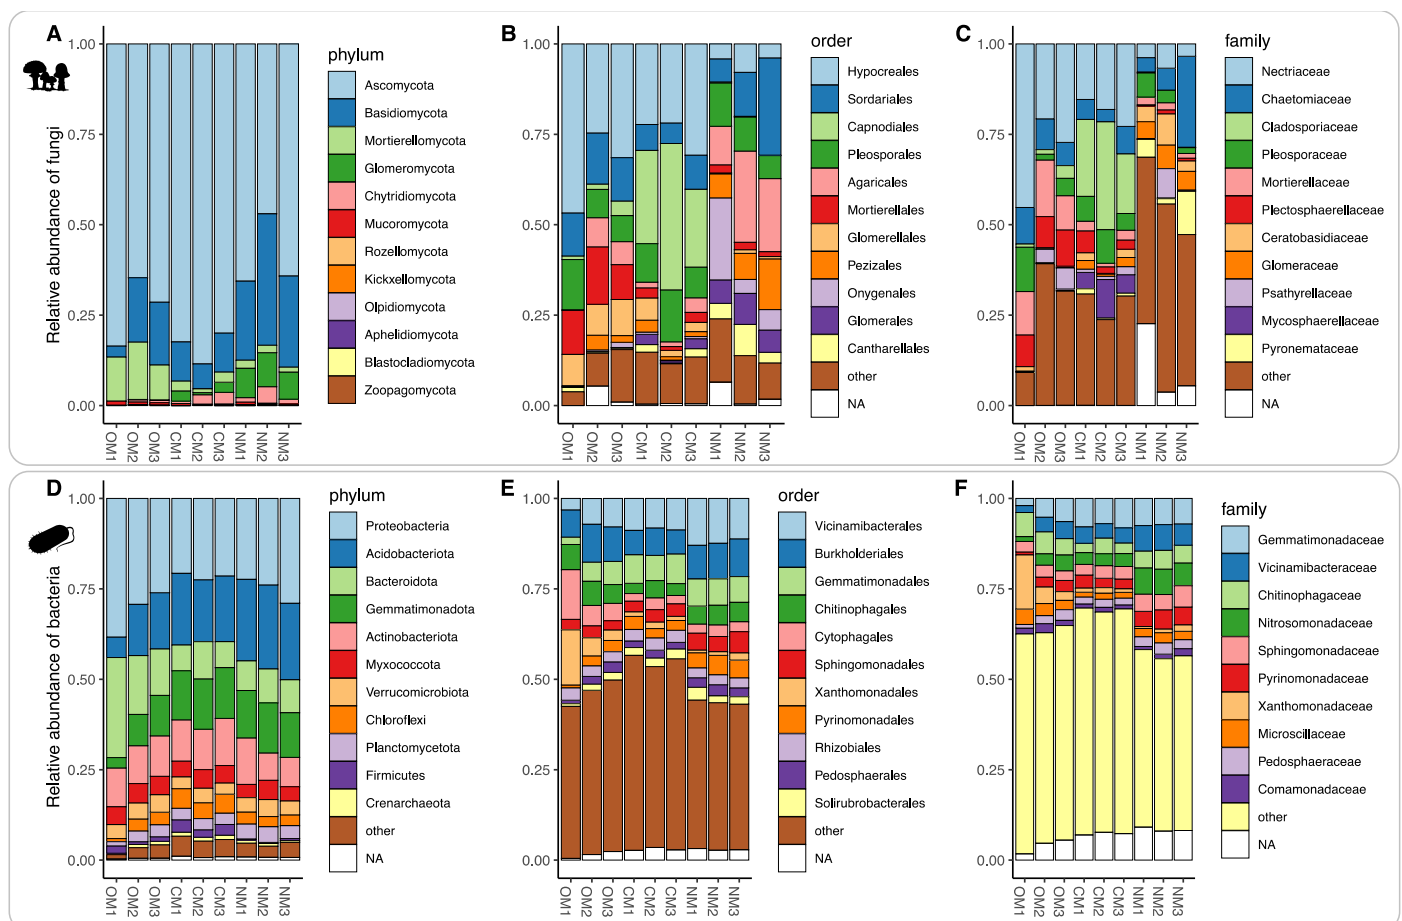 A
phylum
1.00
0.75
0.50
0.25
0.00
Relative abundance of fungi
Ascomycota
Basidiomycota
Mortierellomycota
Glomeromycota
Chytridiomycota
Mucoromycota
Rozellomycota
Kickxellomycota
Olpidiomycota
Aphelidiomycota
Blastocladiomycota
Zoopagomycota
OM1
OM2
OM3
CM1
CM2
CM3
NM1
NM2
NM3
B
order
1.00
0.75
0.50
0.25
0.00
Hypocreales
Sordariales
Capnodiales
Pleosporales
Agaricales
Mortierellales
Glomerellales
Pezizales
Onygenales
Glomerales
Cantharellales
other
NA
OM1
OM2
OM3
CM1
CM2
CM3
NM1
NM2
NM3
C
family
1.00
0.75
0.50
0.25
0.00
Nectriaceae
Chaetomiaceae
Cladosporiaceae
Pleosporaceae
Mortierellaceae
Plectosphaerellaceae
Ceratobasidiaceae
Glomeraceae
Psathyrellaceae
Mycosphaerellaceae
Pyronemataceae
other
NA
OM1
OM2
OM3
CM1
CM2
CM3
NM1
NM2
NM3
D
phylum
1.00
0.75
0.50
0.25
0.00
Relative abundance of bacteria
Proteobacteria
Acidobacteriota
Bacteroidota
Gemmatimonadota
Actinobacteriota
Myxococcota
Verrucomicrobiota
Chloroflexi
Planctomycetota
Firmicutes
Crenarchaeota
other
NA
OM1
OM2
OM3
CM1
CM2
CM3
NM1
NM2
NM3
E
order
1.00
0.75
0.50
0.25
0.00
Vicinamibacterales
Burkholderiales
Gemmatimonadales
Chitinophagales
Cytophagales
Sphingomonadales
Xanthomonadales
Pyrinomonadales
Rhizobiales
Pedosphaerales
Solirubrobacterales
other
NA
OM1
OM2
OM3
CM1
CM2
CM3
NM1
NM2
NM3
F
family
1.00
0.75
0.50
0.25
0.00
Gemmatimonadaceae
Vicinamibacteraceae
Chitinophagaceae
Nitrosomonadaceae
Sphingomonadaceae
Pyrinomonadaceae
Xanthomonadaceae
Microscillaceae
Pedosphaeraceae
Comamonadaceae
other
NA
OM1
OM2
OM3
CM1
CM2
CM3
NM1
NM2
NM3